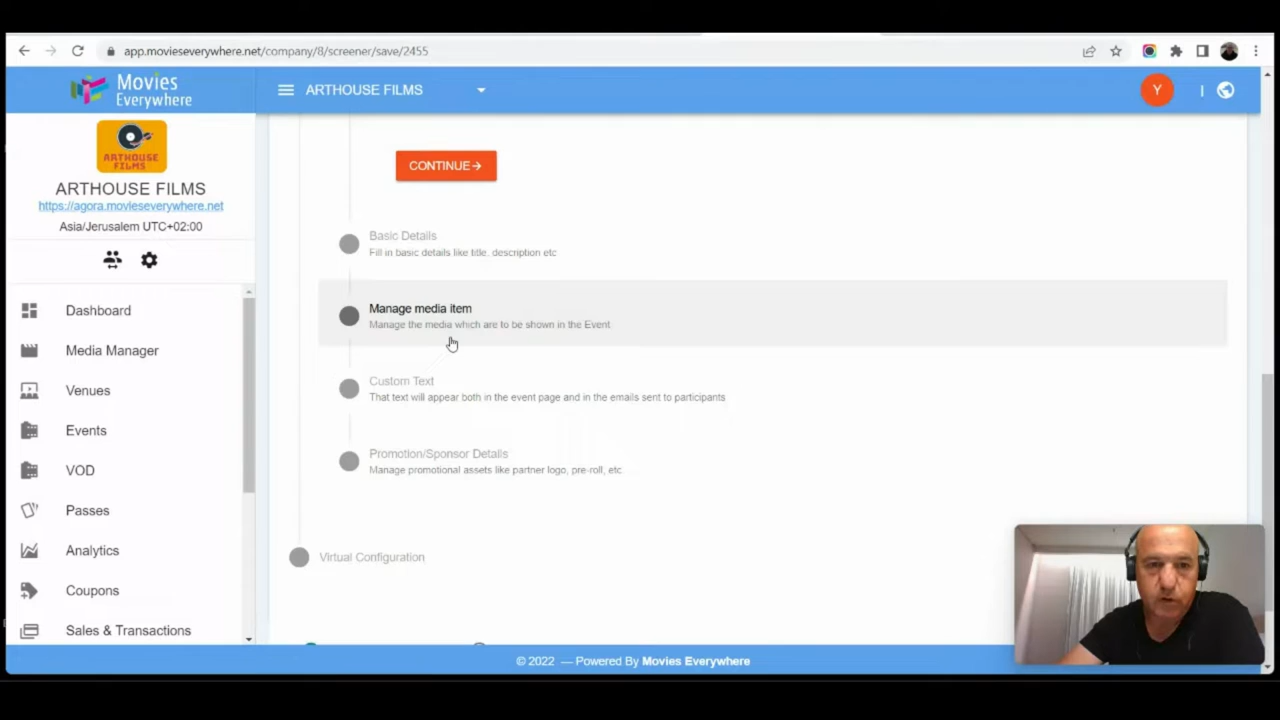 app.movieseverywhere.net/company/8/screener/save/2455
Movies
Everywhere
ARTHOUSE FILMS
Y
|
ARTHOUSE
FILMS
ARTHOUSE FILMS
https://agora.movieseverywhere.net
Asia/Jerusalem UTC+02:00
Dashboard
Media Manager
Venues
Events
VOD
Passes
Analytics
Coupons
Sales & Transactions
CONTINUE→
Basic Details
Fill in basic details like title, description etc
Manage media item
Manage the media which are to be shown in the Event
Custom Text
That text will appear both in the event page and in the emails sent to participants
Promotion/Sponsor Details
Manage promotional assets like partner logo, pre-roll, etc
Virtual Configuration
© 2022 — Powered By Movies Everywhere